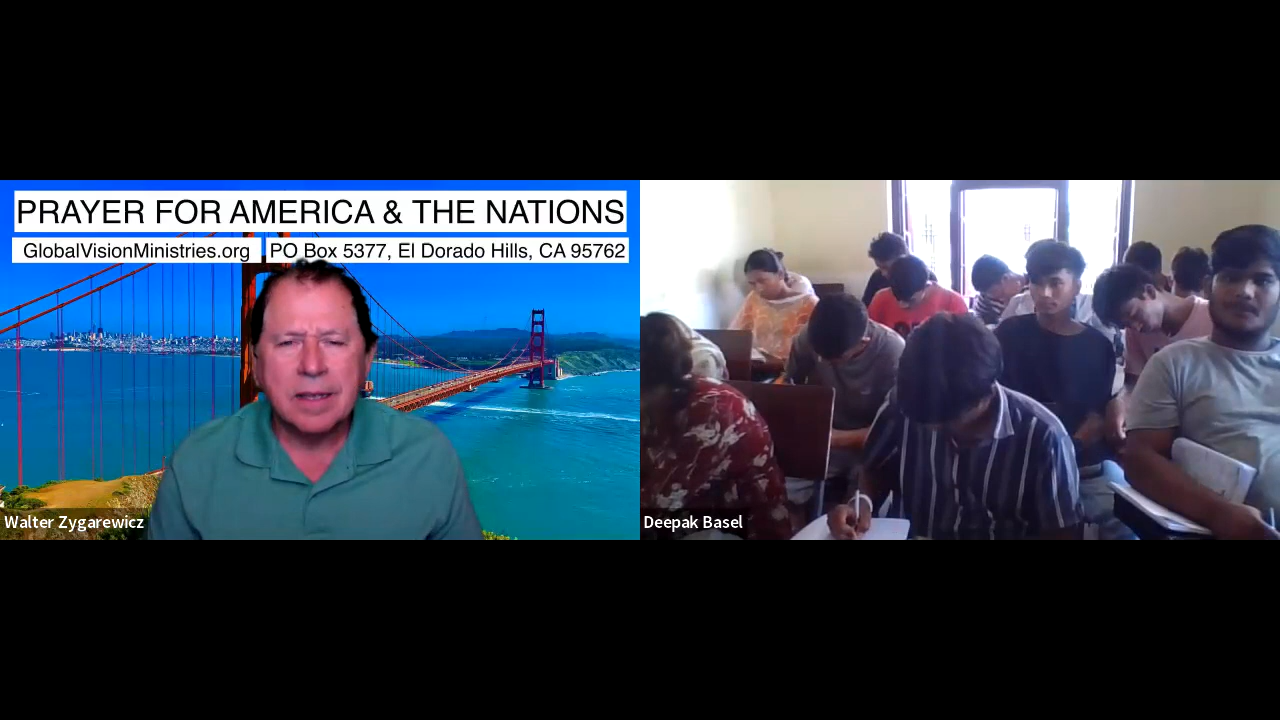 PRAYER FOR AMERICA & THE NATIONS
GlobalVisionMinistries.org PO Box 5377, El Dorado Hills, CA 95762
Walter Zygarewicz
Deepak Basel